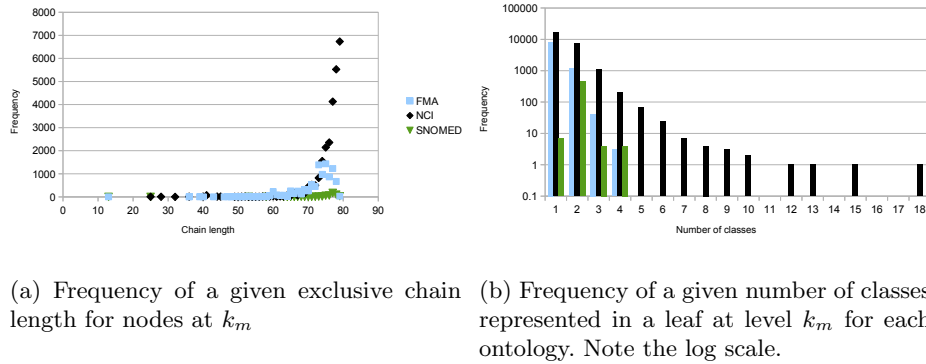 8000
7000
6000
5000
4000
3000
2000
1000
0
Frequency
0 10 20 30 40 50 60 70 80 90
Chain length
FMA
NCI
SNOMED
100000
10000
1000
100
10
1
0.1
Frequency
1 2 3 4 5 6 7 8 9 10 11 12 13 14 15 16 17 18
Number of classes
(a) Frequency of a given exclusive chain
length for nodes at k_m
(b) Frequency of a given number of classes
represented in a leaf at level k_m for each
ontology. Note the log scale.